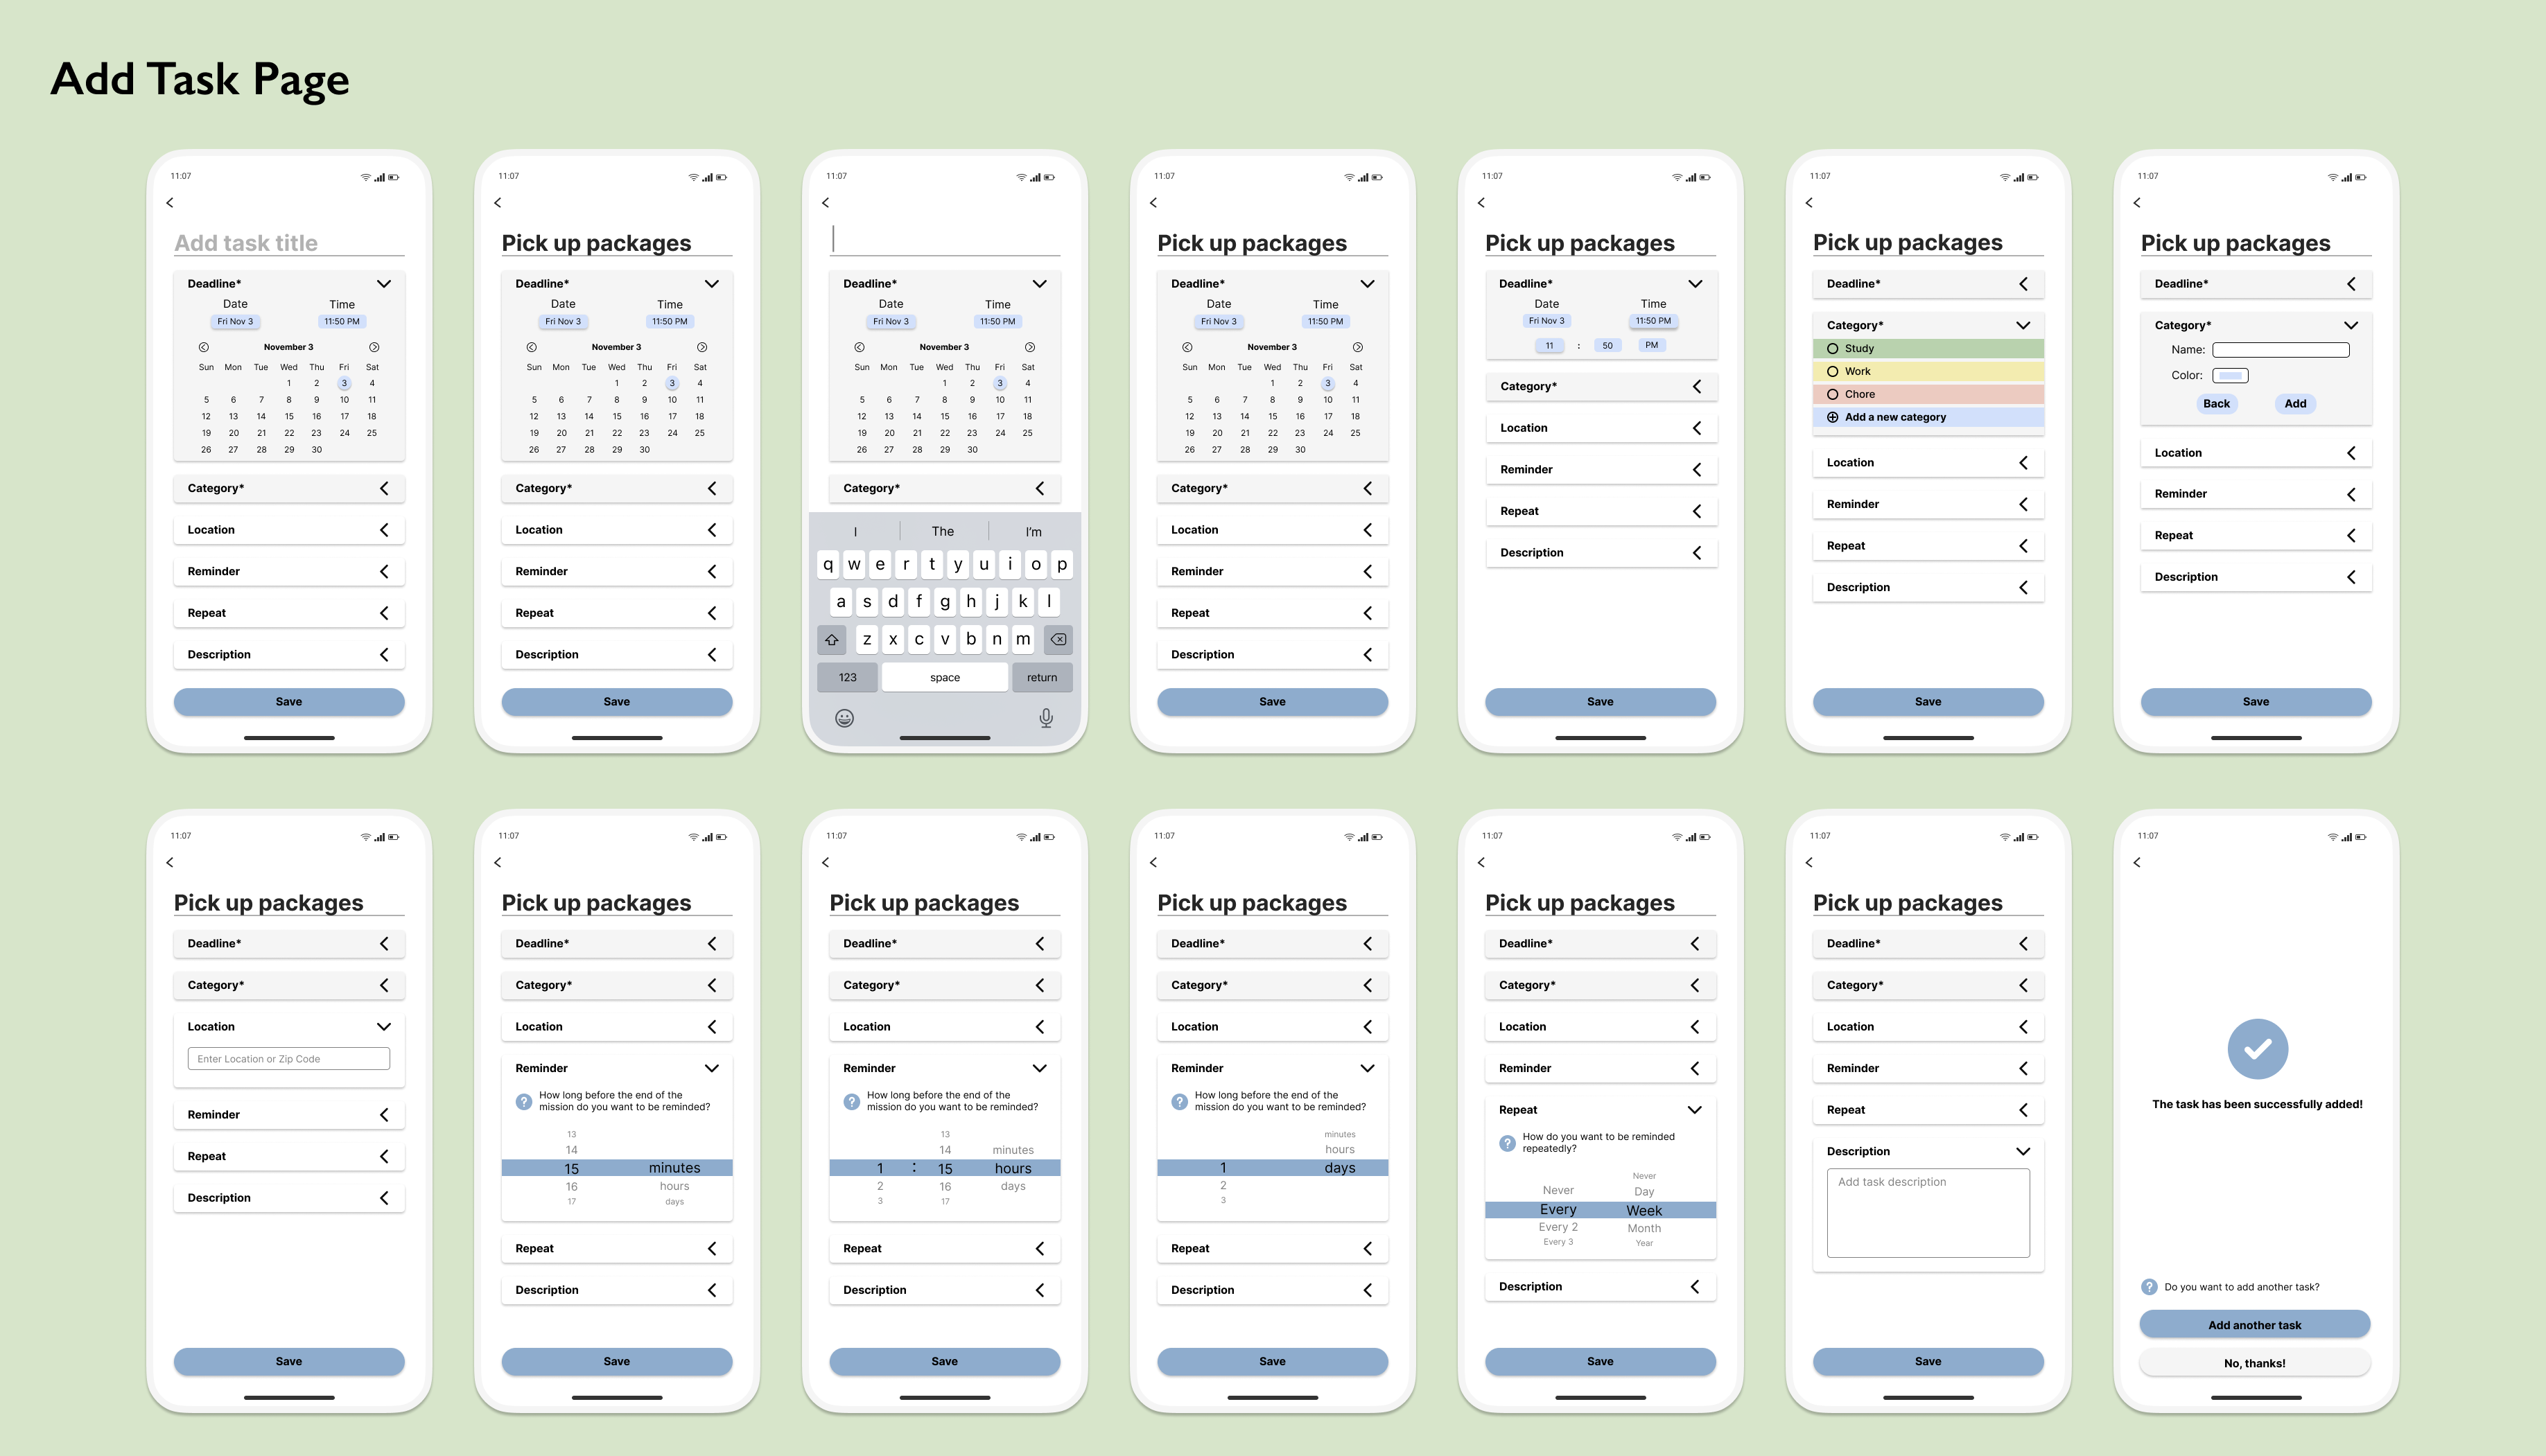 Add Task Page
11:07
Add task title
Deadline*
Date Time
Fri Nov 3 11:50 PM
November 3
Sun Mon Tue Wed Thu Fri Sat
1 2 3 4
5 6 7 8 9 10 11
12 13 14 15 16 17 18
19 20 21 22 23 24 25
26 27 28 29 30
Category*
Location
Reminder
Repeat
Description
Save
11:07
Pick up packages
Deadline*
Date Time
Fri Nov 3 11:50 PM
November 3
Sun Mon Tue Wed Thu Fri Sat
1 2 3 4
5 6 7 8 9 10 11
12 13 14 15 16 17 18
19 20 21 22 23 24 25
26 27 28 29 30
Category*
Location
Reminder
Repeat
Description
Save
11:07
Deadline*
Date Time
Fri Nov 3 11:50 PM
November 3
Sun Mon Tue Wed Thu Fri Sat
1 2 3 4
5 6 7 8 9 10 11
12 13 14 15 16 17 18
19 20 21 22 23 24 25
26 27 28 29 30
Category*
I The I'm
q w e r t y u i o p
a s d f g h j k l
z x c v b n m
123 space return
11:07
Pick up packages
Deadline*
Date Time
Fri Nov 3 11:50 PM
November 3
Sun Mon Tue Wed Thu Fri Sat
1 2 3 4
5 6 7 8 9 10 11
12 13 14 15 16 17 18
19 20 21 22 23 24 25
26 27 28 29 30
Category*
Location
Reminder
Repeat
Description
Save
11:07
Pick up packages
Deadline*
Date Time
Fri Nov 3 11:50 PM
11 : 50 PM
Category*
Location
Reminder
Repeat
Description
Save
11:07
Pick up packages
Deadline*
Category*
Study
Work
Chore
Add a new category
Location
Reminder
Repeat
Description
Save
11:07
Pick up packages
Deadline*
Category*
Name:
Color:
Back Add
Location
Reminder
Repeat
Description
Save
11:07
Pick up packages
Deadline*
Category*
Location
Enter Location or Zip Code
Reminder
Repeat
Description
Save
11:07
Pick up packages
Deadline*
Category*
Location
Reminder
? How long before the end of the
mission do you want to be reminded?
13
14
15 minutes
16 hours
17 days
Repeat
Description
Save
11:07
Pick up packages
Deadline*
Category*
Location
Reminder
? How long before the end of the
mission do you want to be reminded?
13
14 minutes
1 : 15 hours
2 16 days
3 17
Repeat
Description
Save
11:07
Pick up packages
Deadline*
Category*
Location
Reminder
? How long before the end of the
mission do you want to be reminded?
minutes
hours
1 days
2
3
Repeat
Description
Save
11:07
Pick up packages
Deadline*
Category*
Location
Reminder
Repeat
? How do you want to be reminded
repeatedly?
Never
Never Day
Every Week
Every 2 Month
Every 3 Year
Description
Save
11:07
Pick up packages
Deadline*
Category*
Location
Reminder
Repeat
Description
Add task description
Save
11:07
The task has been successfully added!
? Do you want to add another task?
Add another task
No, thanks!